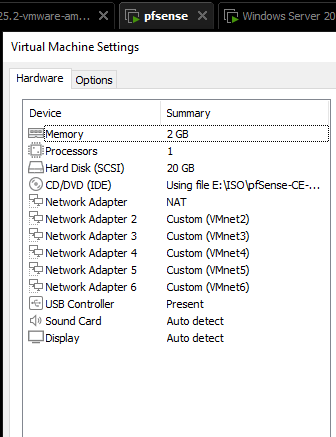 25.2-vmware-am... pfsense Windows Server 20
Virtual Machine Settings
Hardware Options
Device Summary
Memory 2 GB
Processors 1
Hard Disk (SCSI) 20 GB
CD/DVD (IDE) Using file E:\ISO\pfSense-CE-...
Network Adapter NAT
Network Adapter 2 Custom (VMnet2)
Network Adapter 3 Custom (VMnet3)
Network Adapter 4 Custom (VMnet4)
Network Adapter 5 Custom (VMnet5)
Network Adapter 6 Custom (VMnet6)
USB Controller Present
Sound Card Auto detect
Display Auto detect